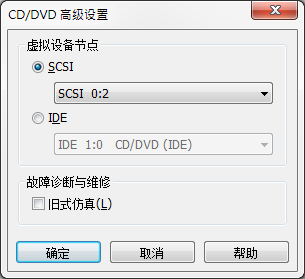 CD/DVD 高级设置
虚拟设备节点
SCSI
SCSI 0:2
IDE
IDE 1:0 CD/DVD (IDE)
故障诊断与维修
旧式仿真(L)
确定 取消 帮助